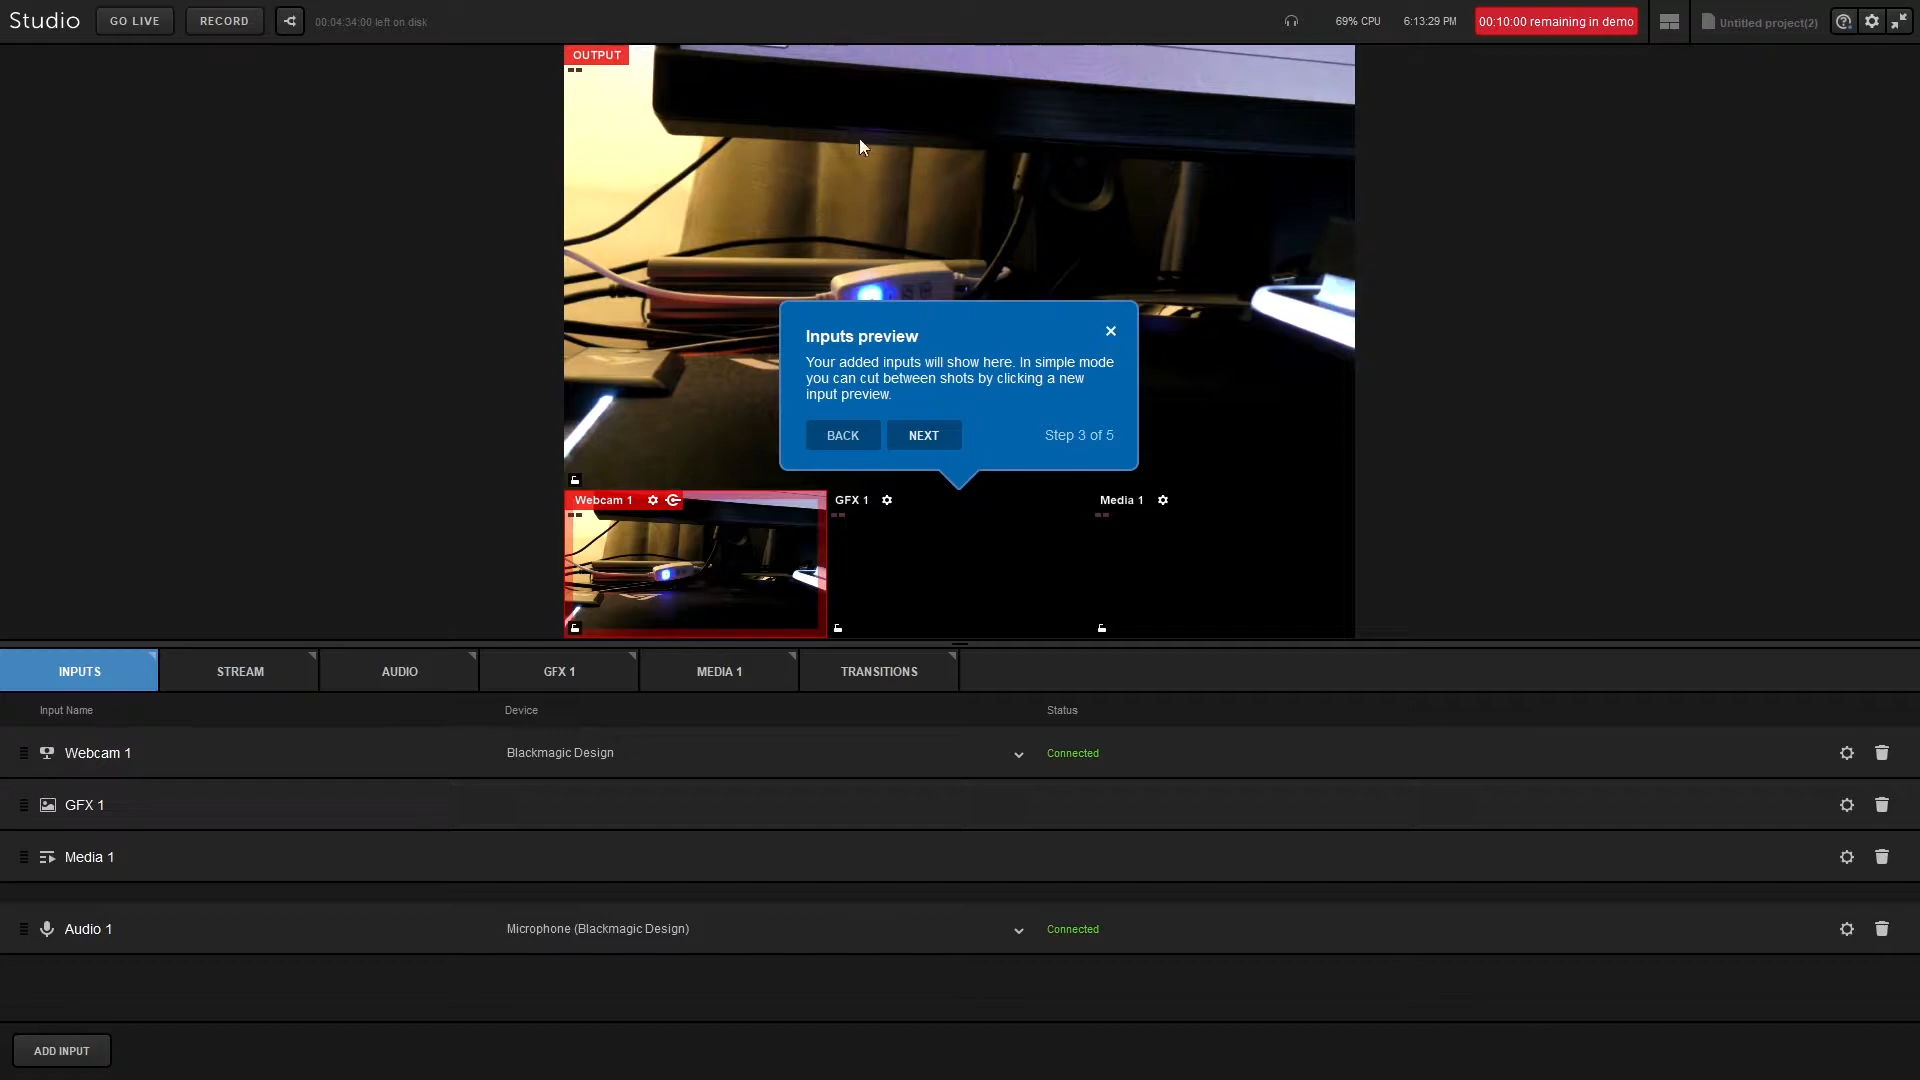 Studio
GO LIVE
RECORD
00:04:34:00 left on disk
69% CPU
6:13:29 PM
00:10:00 remaining in demo
Untitled project(2)
OUTPUT
Inputs preview
Your added inputs will show here. In simple mode
you can cut between shots by clicking a new
input preview.
BACK
NEXT
Step 3 of 5
Webcam 1
GFX 1
Media 1
INPUTS
STREAM
AUDIO
GFX 1
MEDIA 1
TRANSITIONS
Input Name
Device
Status
Webcam 1
Blackmagic Design
Connected
GFX 1
Media 1
Audio 1
Microphone (Blackmagic Design)
Connected
ADD INPUT